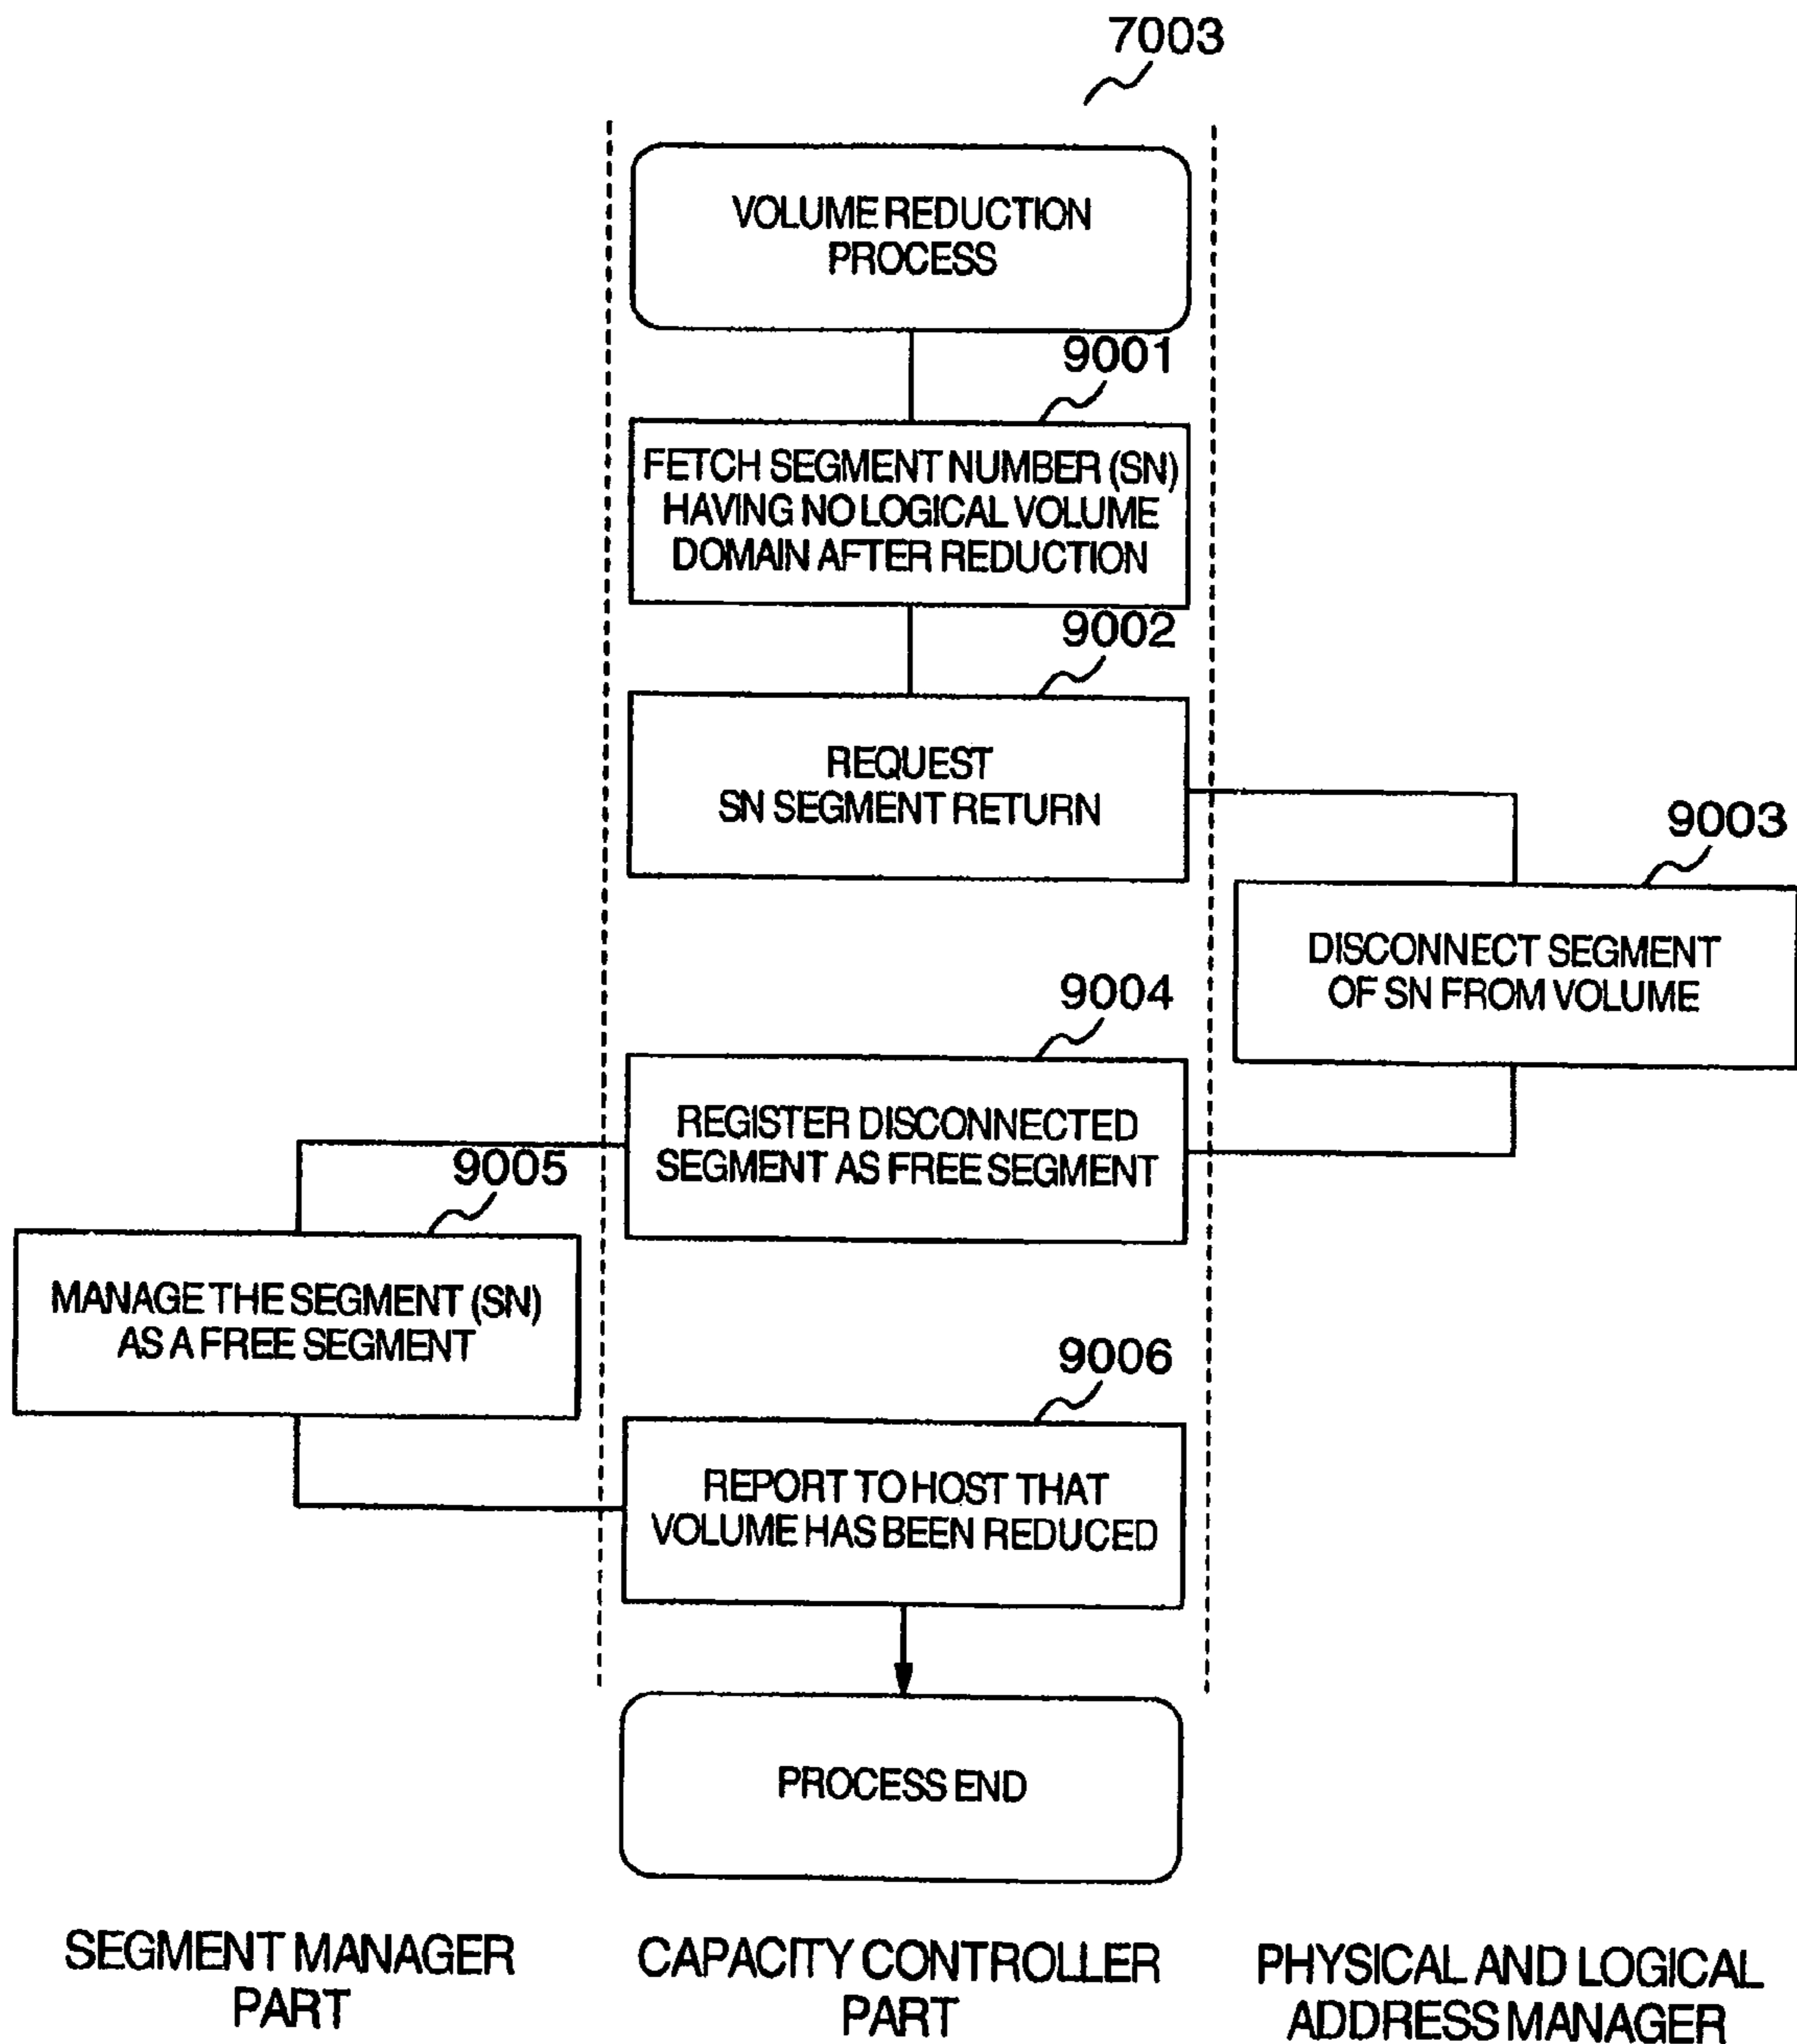 7003
VOLUME REDUCTION
PROCESS
9001
FETCH SEGMENT NUMBER (SN)
HAVING NO LOGICAL VOLUME
DOMAIN AFTER REDUCTION
9002
REQUEST
SN SEGMENT RETURN
9003
DISCONNECT SEGMENT
OF SN FROM VOLUME
9004
REGISTER DISCONNECTED
SEGMENT AS FREE SEGMENT
9005
MANAGE THE SEGMENT (SN)
AS A FREE SEGMENT
9006
REPORT TO HOST THAT
VOLUME HAS BEEN REDUCED
PROCESS END
SEGMENT MANAGER
PART
CAPACITY CONTROLLER
PART
PHYSICAL AND LOGICAL
ADDRESS MANAGER